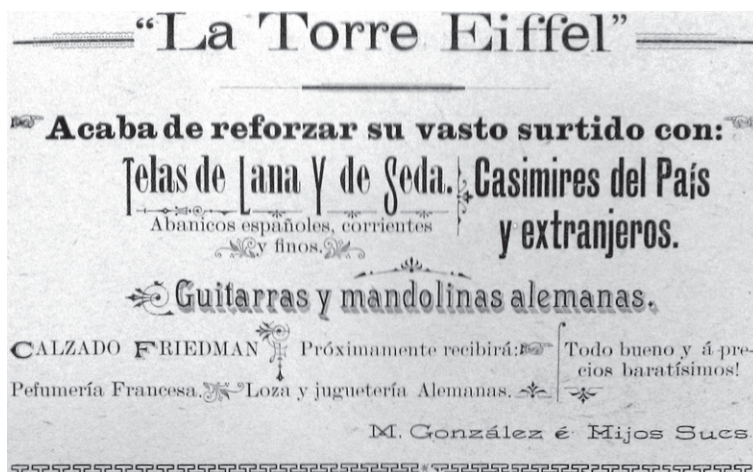 "La Torre Eiffel"
Acaba de reforzar su vasto surtido con:
Telas de Lana Y de Seda.
Abanicos españoles, corrientes
y finos.
Casimires del País
y extranjeros.
Guitarras y mandolinas alemanas.
CALZADO FRIEDMAN
Pefumería Francesa.
Próximamente recibirá:
Loza y juguetería Alemanas.
Todo bueno y á pre-
cios baratísimos!
M. González é Hijos Sucs